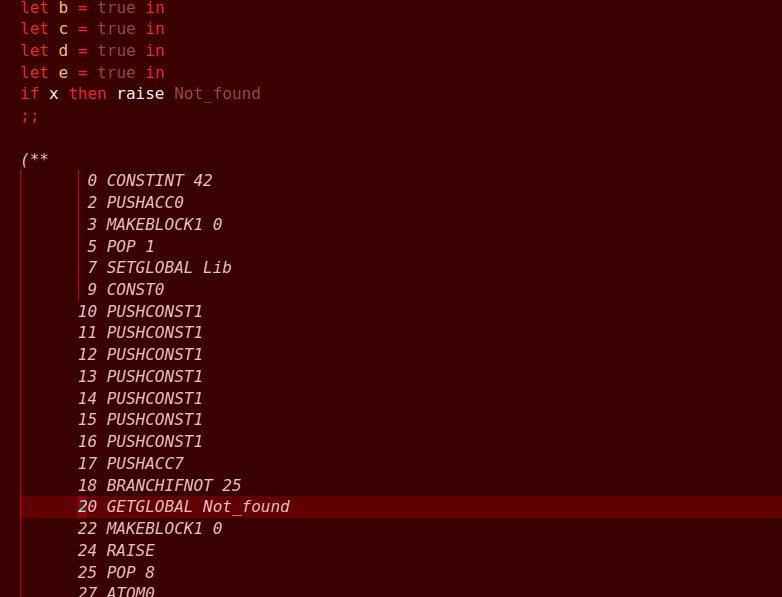 let b = true in
let c = true in
let d = true in
let e = true in
if x then raise Not_found
;;
(**
0 CONSTINT 42
2 PUSHACC0
3 MAKEBLOCK1 0
5 POP 1
7 SETGLOBAL Lib
9 CONST0
10 PUSHCONST1
11 PUSHCONST1
12 PUSHCONST1
13 PUSHCONST1
14 PUSHCONST1
15 PUSHCONST1
16 PUSHCONST1
17 PUSHACC7
18 BRANCHIFNOT 25
20 GETGLOBAL Not_found
22 MAKEBLOCK1 0
24 RAISE
25 POP 8
27 ATOM0